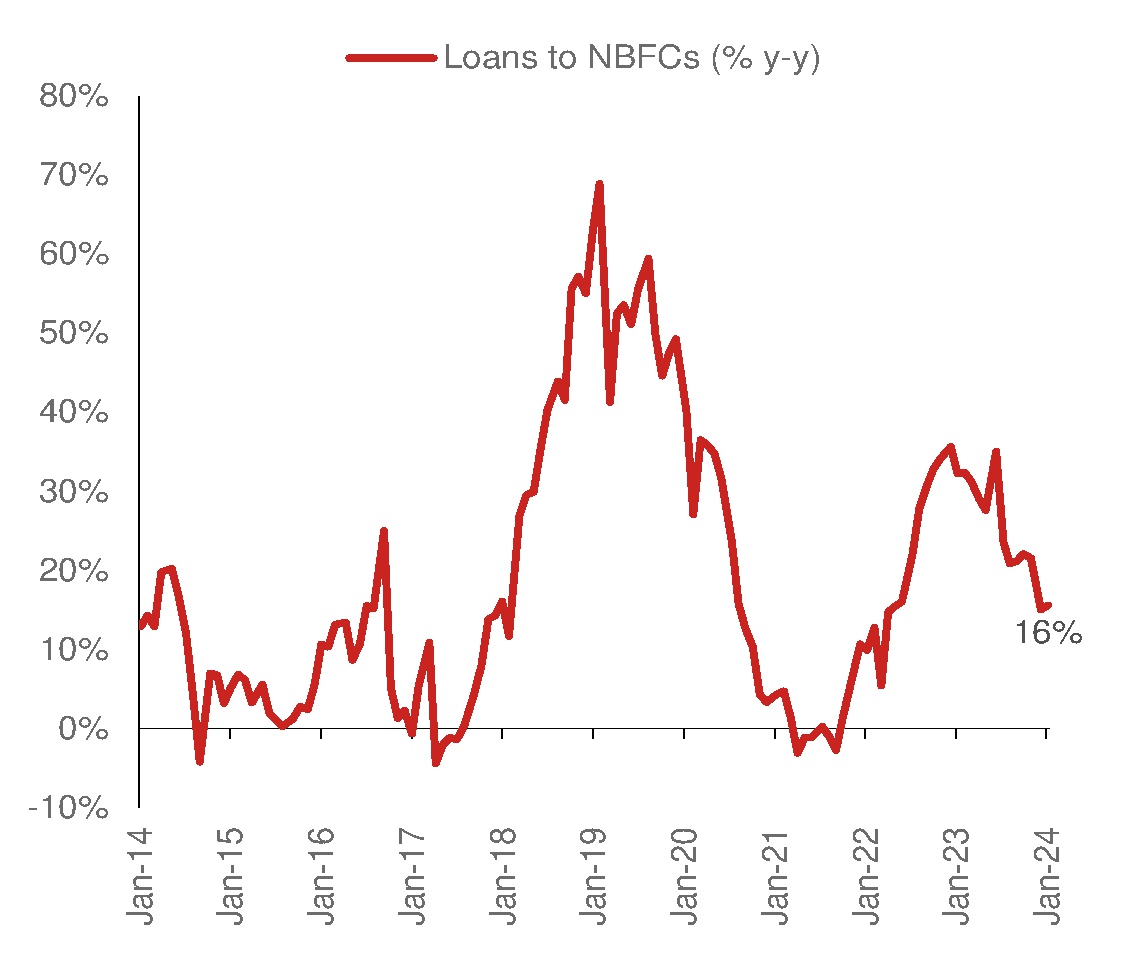 Loans to NBFCs (% y-y)
80%
70%
60%
50%
40%
30%
20%
10%
0%
-10%
16%
Jan-14
Jan-15
Jan-16
Jan-17
Jan-18
Jan-19
Jan-20
Jan-21
Jan-22
Jan-23
Jan-24